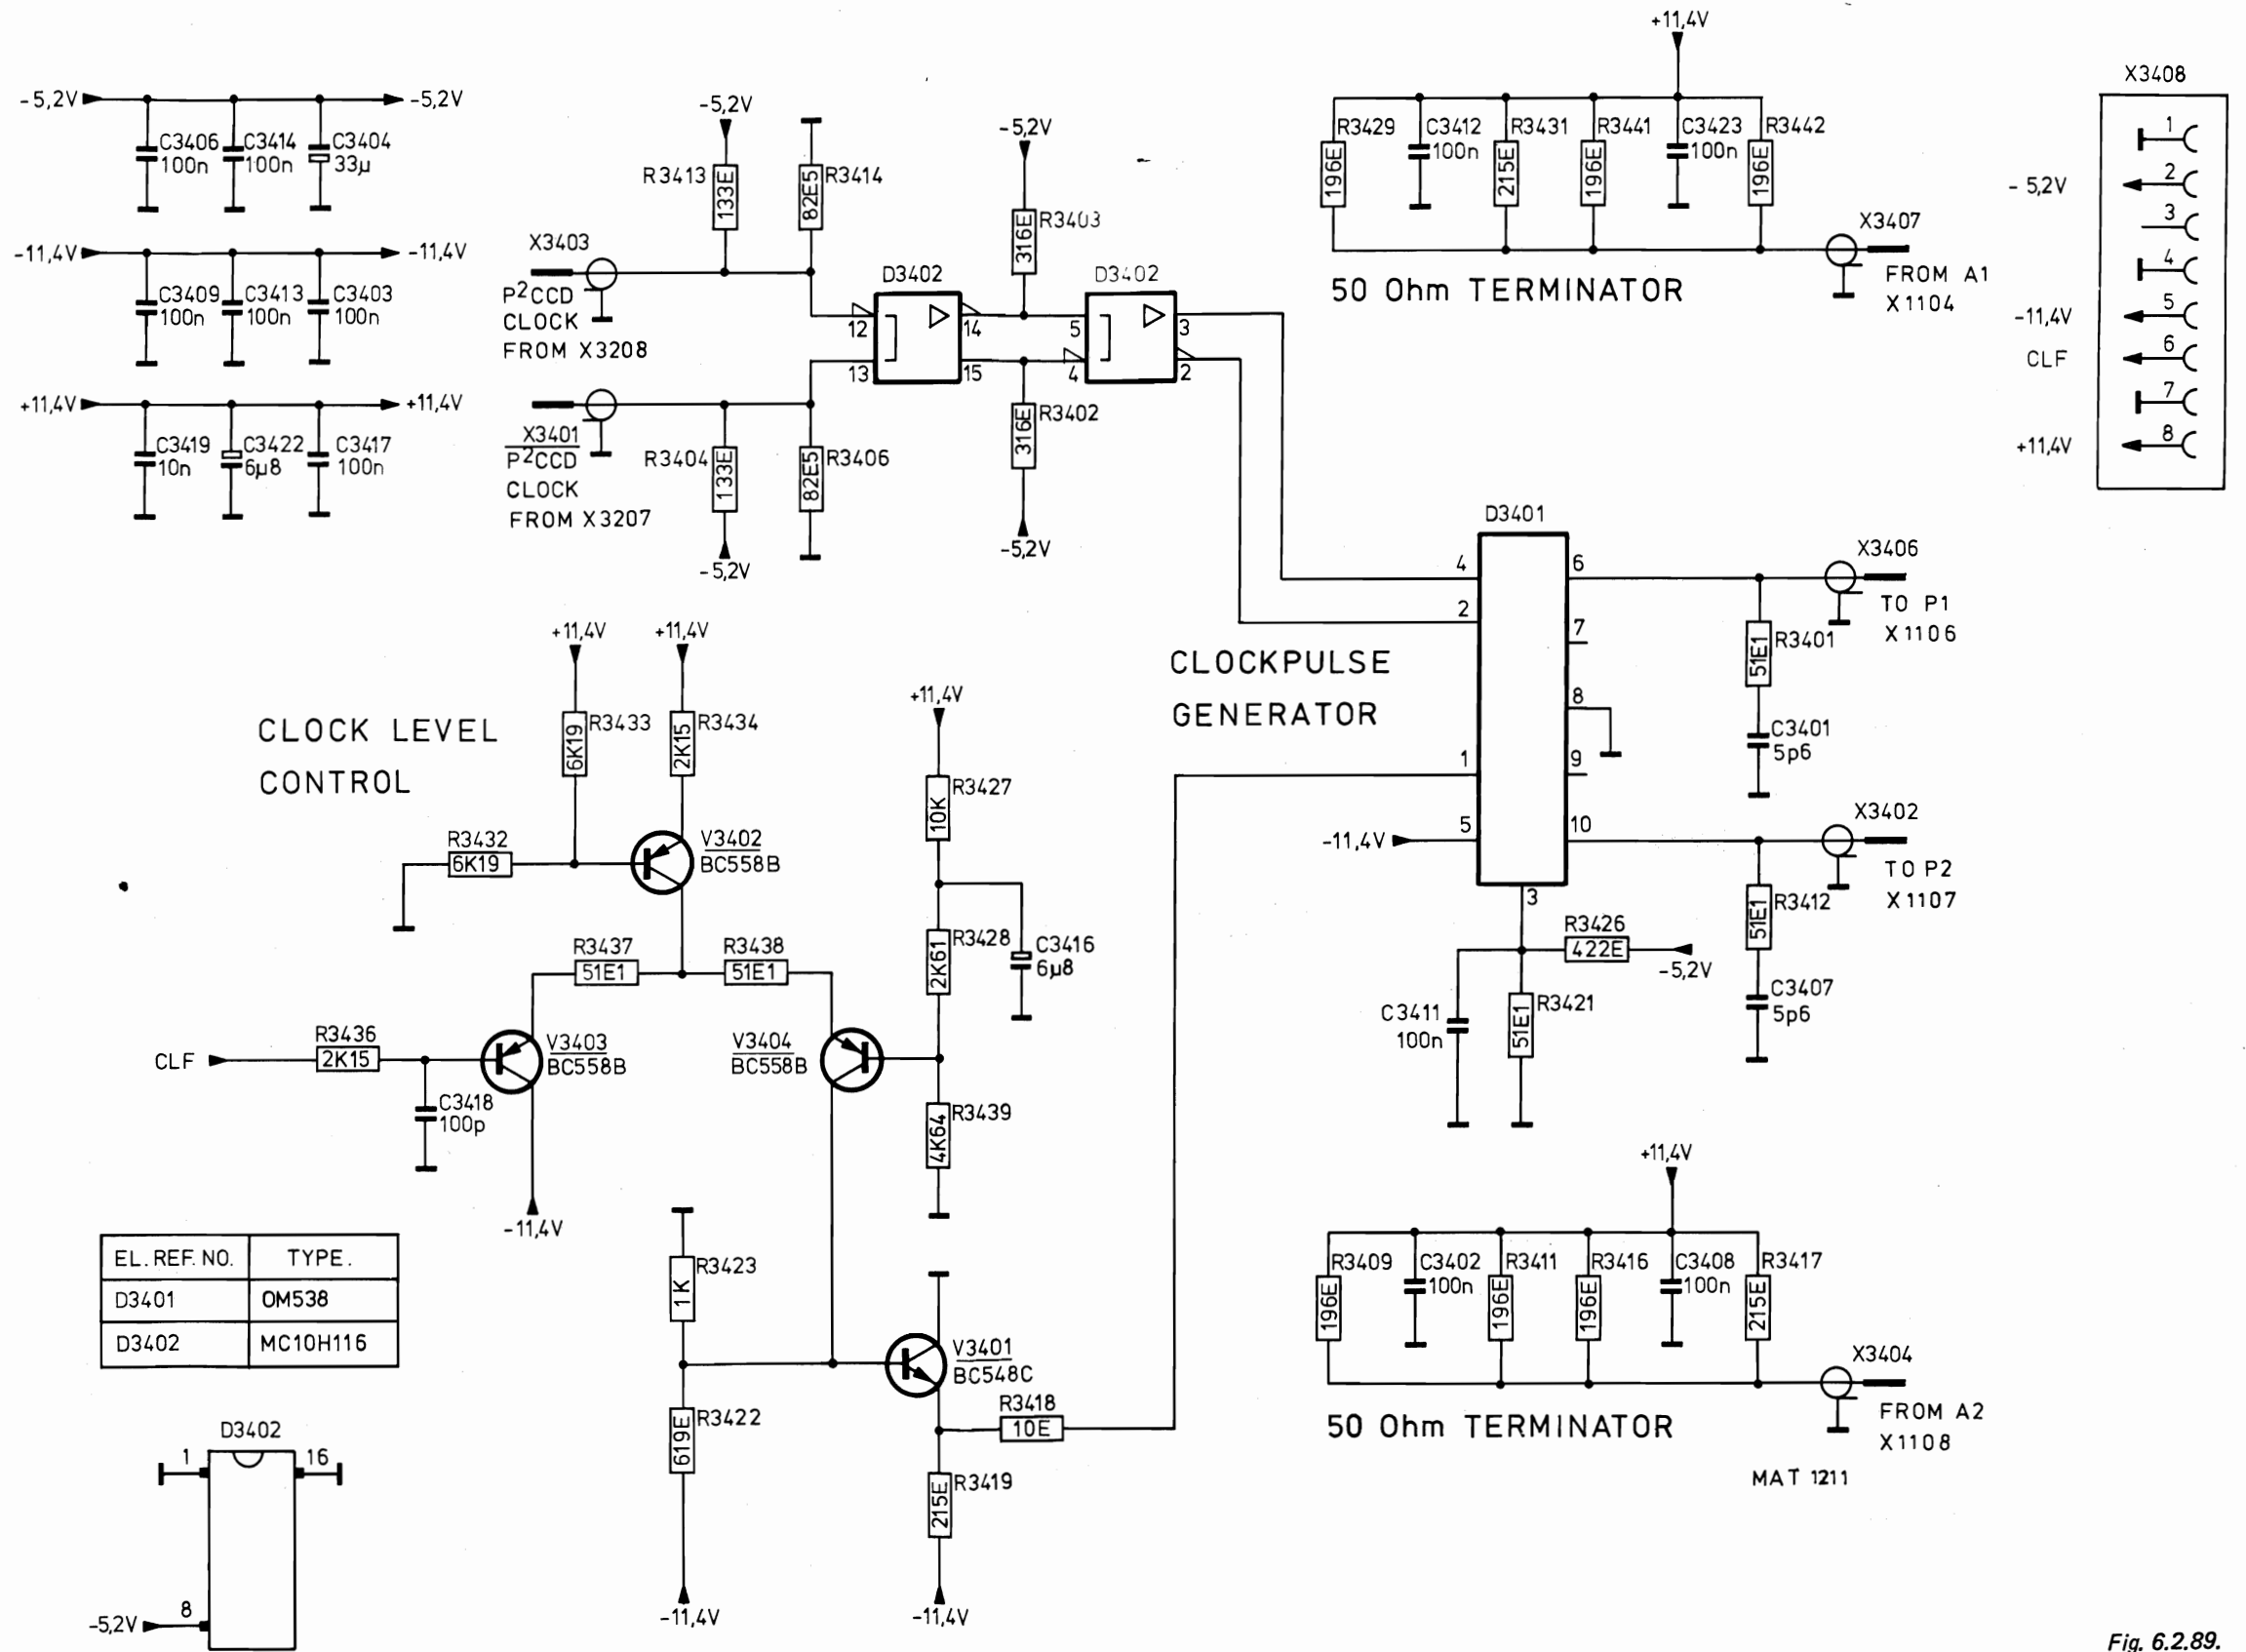 -5,2V
-5,2V
C3406
100n
C3414
100n
C3404
33µ
-11,4V
-11,4V
C3409
100n
C3413
100n
C3403
100n
+11,4V
+11,4V
C3419
10n
C3422
6µ8
C3417
100n
-5,2V
R3413
133E
82E5
R3414
X3403
P²CCD
CLOCK
FROM X3208
X3401
P²CCD
CLOCK
FROM X3207
R3404
133E
-5,2V
82E5
R3406
D3402
12
13
14
15
-5,2V
316E
R3403
316E
R3402
-5,2V
D3402
5
4
3
2
+11,4V
R3429
196E
C3412
100n
R3431
215E
R3441
196E
C3423
100n
R3442
196E
X3407
FROM A1
X1104
50 Ohm TERMINATOR
X3408
1
2
3
4
5
6
7
8
- 5,2V
-11,4V
CLF
+11,4V
CLOCKPULSE
GENERATOR
D3401
4
2
1
5
3
6
7
8
9
10
-11,4V
X3406
TO P1
X1106
R3401
51E1
C3401
5p6
X3402
TO P2
X1107
R3412
51E1
C3407
5p6
R3426
422E
-5,2V
C3411
100n
R3421
51E1
CLOCK LEVEL
CONTROL
+11,4V
+11,4V
6K19
R3433
2K15
R3434
R3432
6K19
V3402
BC558B
R3437
51E1
R3438
51E1
CLF
R3436
2K15
C3418
100p
V3403
BC558B
-11,4V
V3404
BC558B
+11,4V
10K
R3427
2K61
R3428
C3416
6µ8
4K64
R3439
1K
R3423
619E
R3422
-11,4V
V3401
BC548C
R3418
10E
215E
R3419
-11,4V
+11,4V
R3409
196E
C3402
100n
R3411
196E
R3416
196E
C3408
100n
R3417
215E
X3404
FROM A2
X1108
50 Ohm TERMINATOR
MAT 1211
EL. REF. NO. TYPE.
D3401 OM538
D3402 MC10H116
D3402
1
16
8
-5,2V
Fig. 6.2.89.